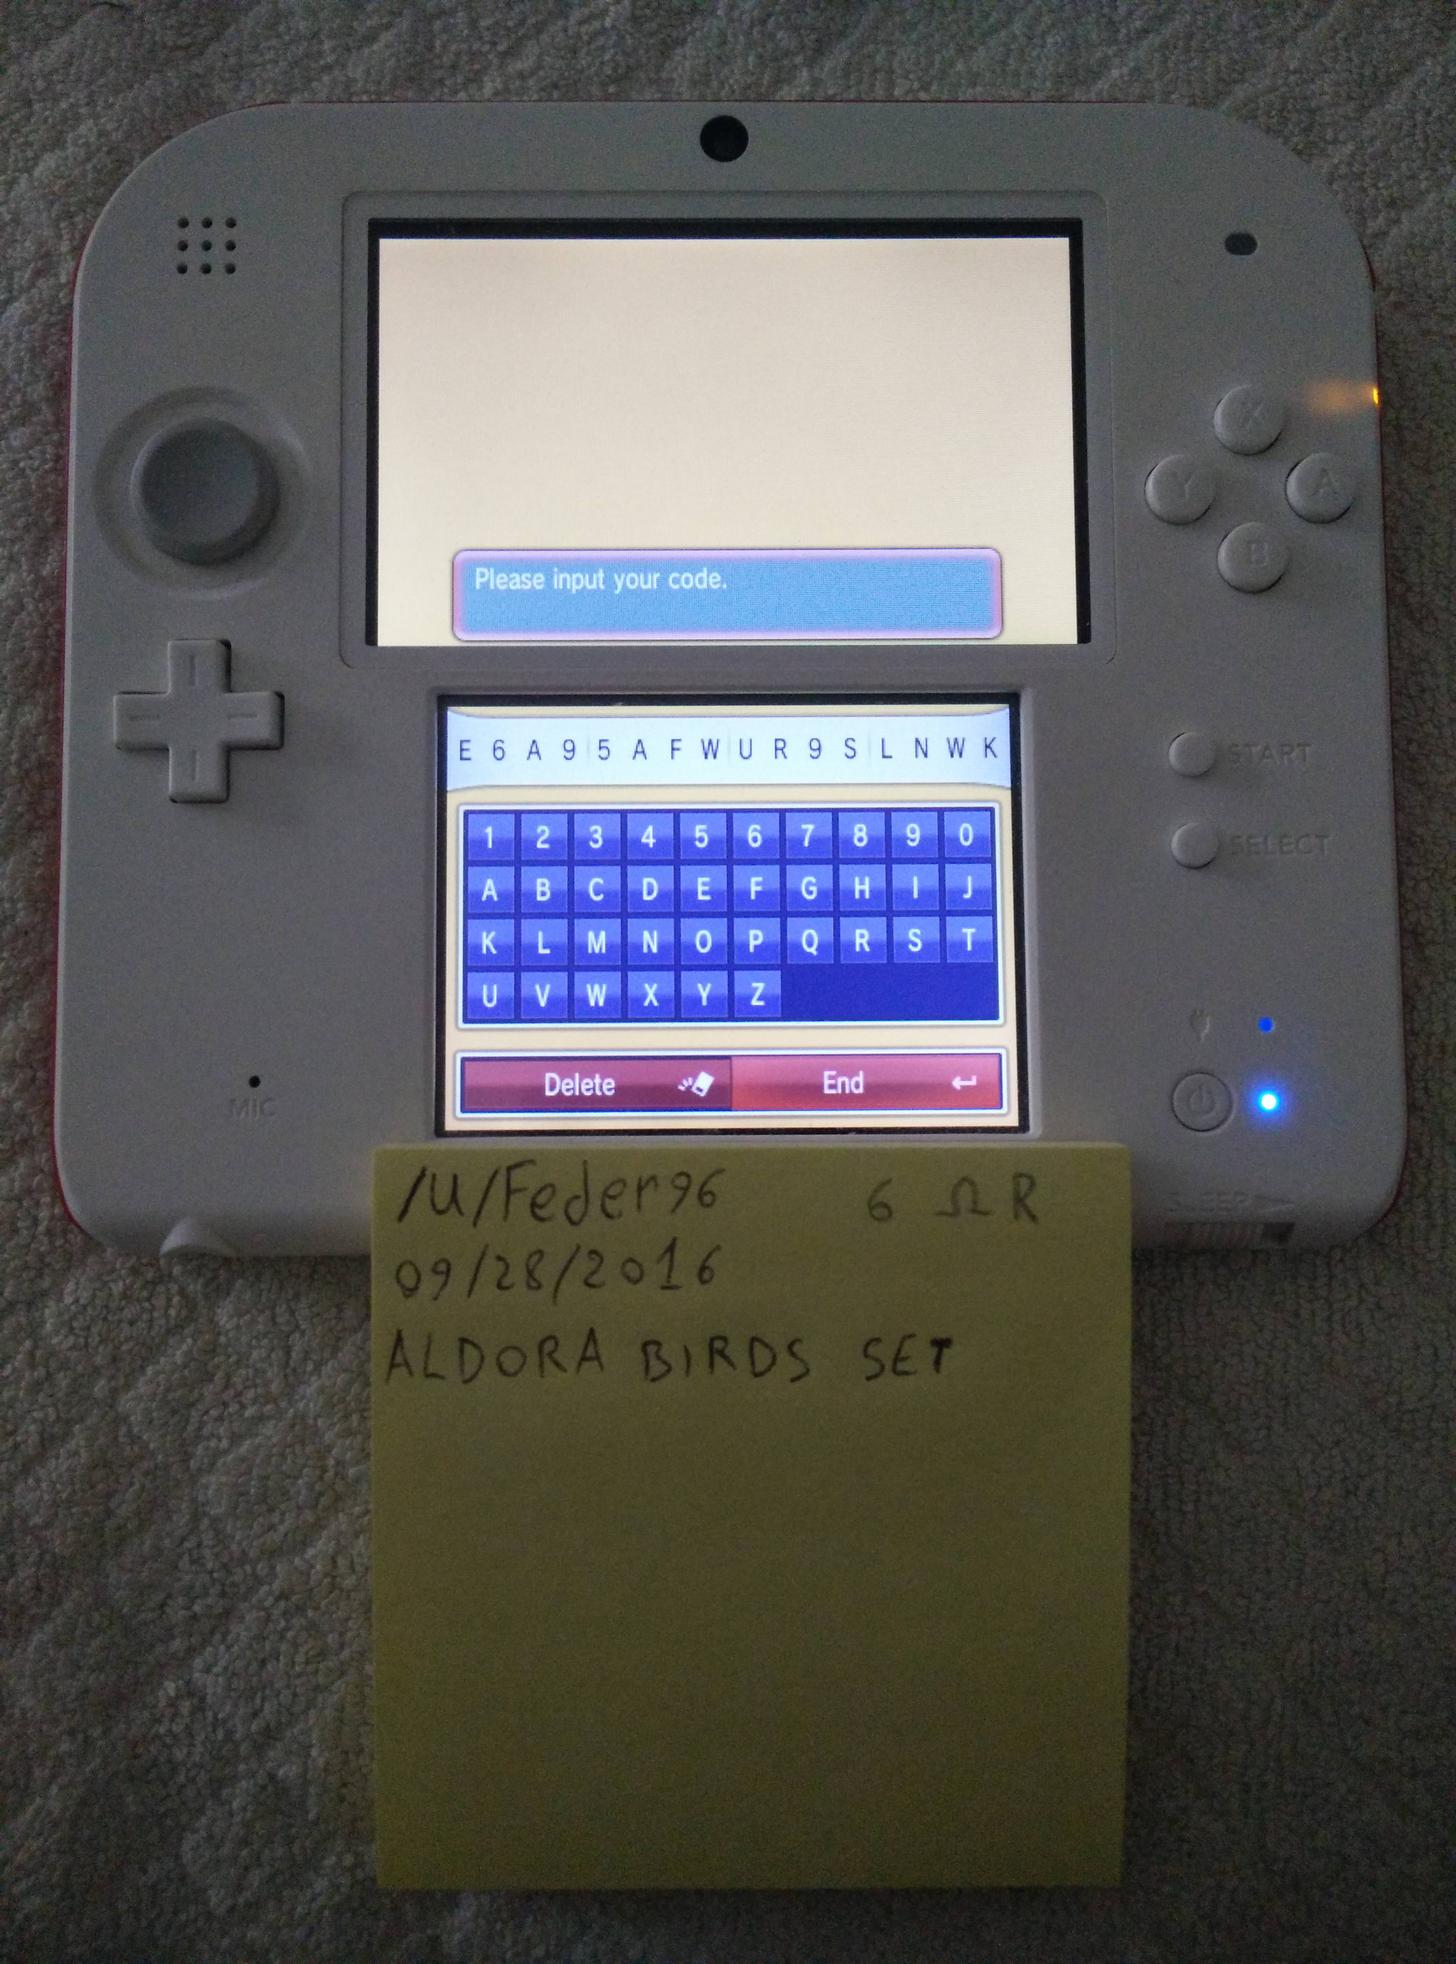 X
Y
A
B
Please input your code.
START
SELECT
E 6 A 9 5 A F W U R 9 S L N W K
1 2 3 4 5 6 7 8 9 0
A B C D E F G H I J
K L M N O P Q R S T
U V W X Y Z
Delete End
MIC
SLEEP
/U/Feder96 6 Ω R
09/28/2016
ALDORA BIRDS SET